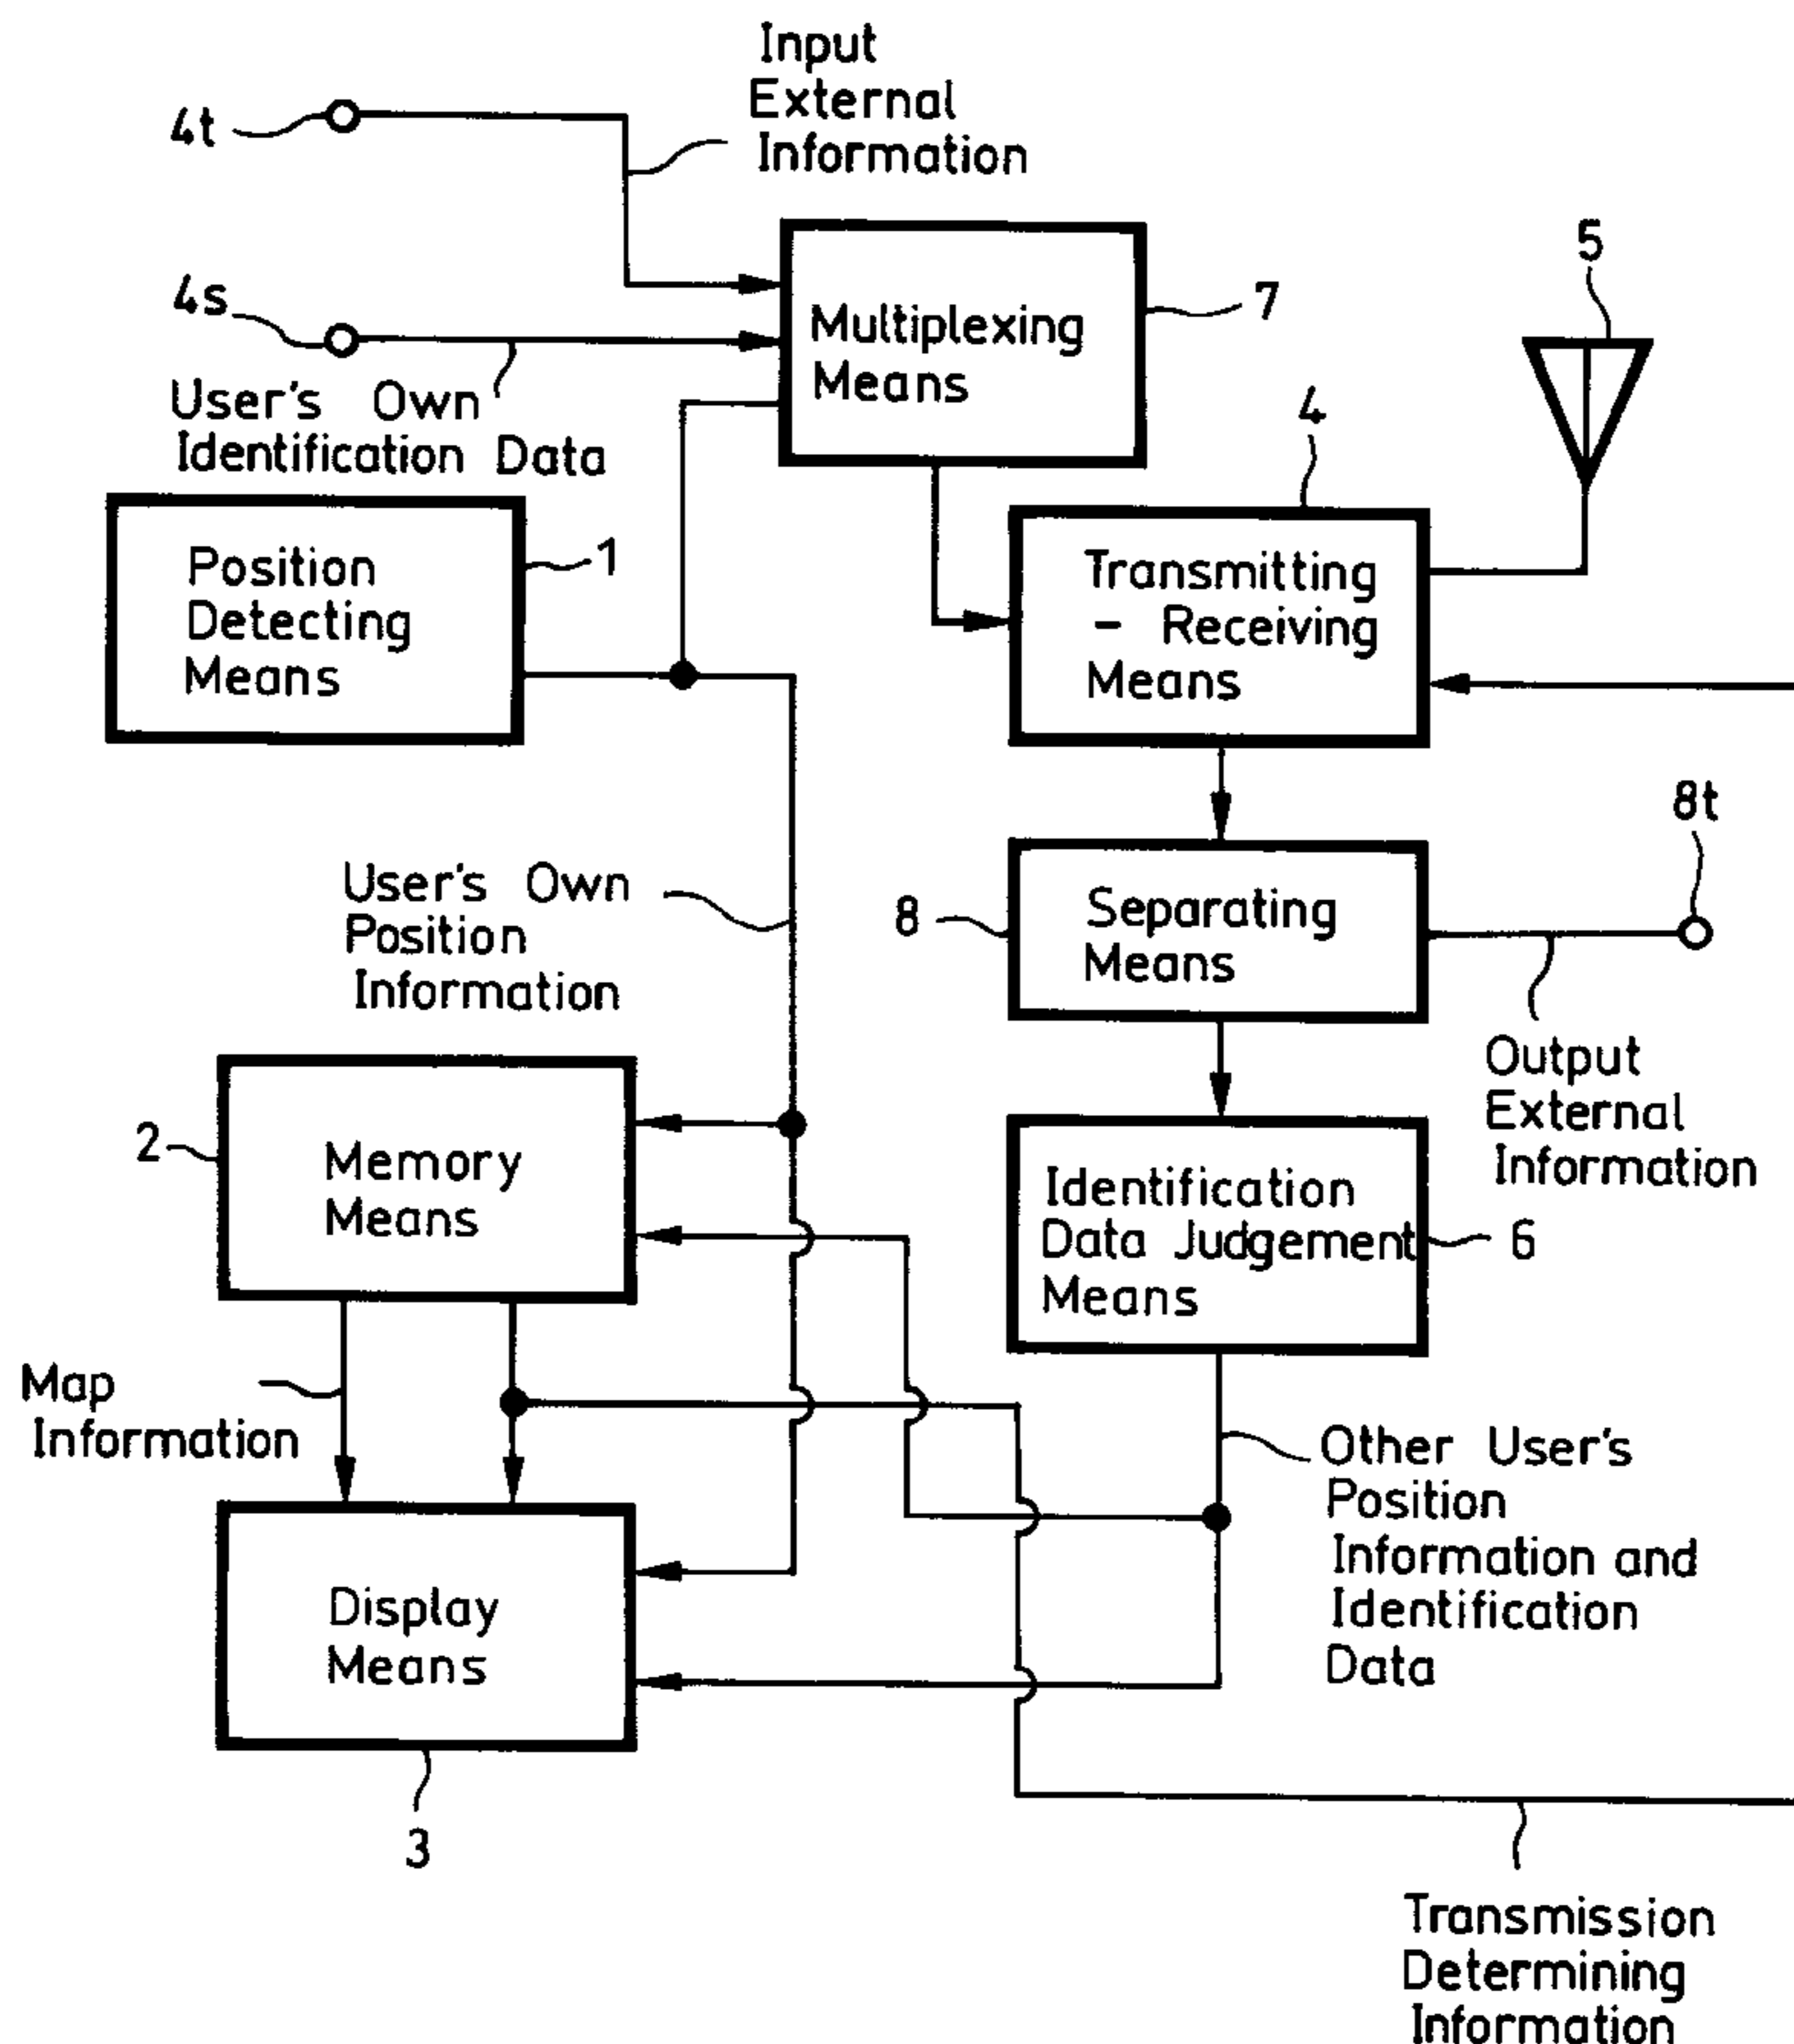 Input
External
Information
4t
4s
User's Own
Identification Data
Multiplexing
Means
7
5
4
Position
Detecting
Means
1
Transmitting
- Receiving
Means
8t
User's Own
Position
Information
8
Separating
Means
Output
External
Information
2
Memory
Means
Identification
Data Judgement
Means
6
Map
Information
Other User's
Position
Information and
Identification
Data
Display
Means
3
Transmission
Determining
Information